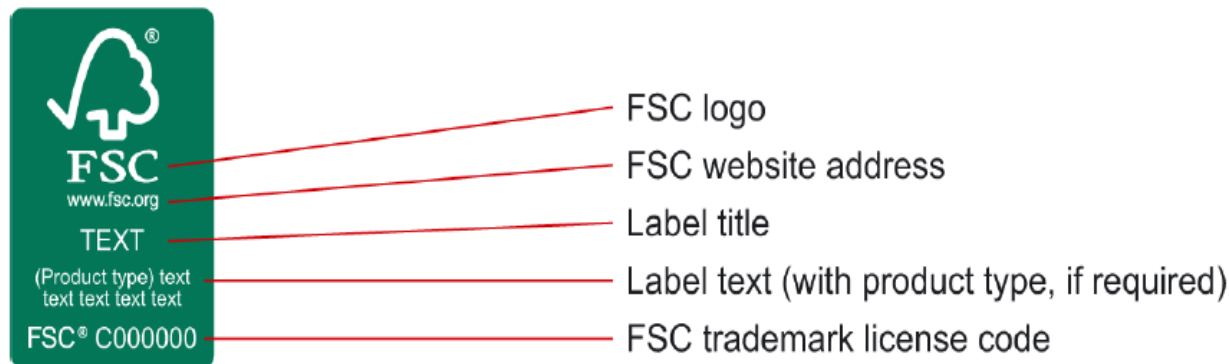 ®
FSC
www.fsc.org
TEXT
(Product type) text
text text text text
FSC® C000000
FSC logo
FSC website address
Label title
Label text (with product type, if required)
FSC trademark license code